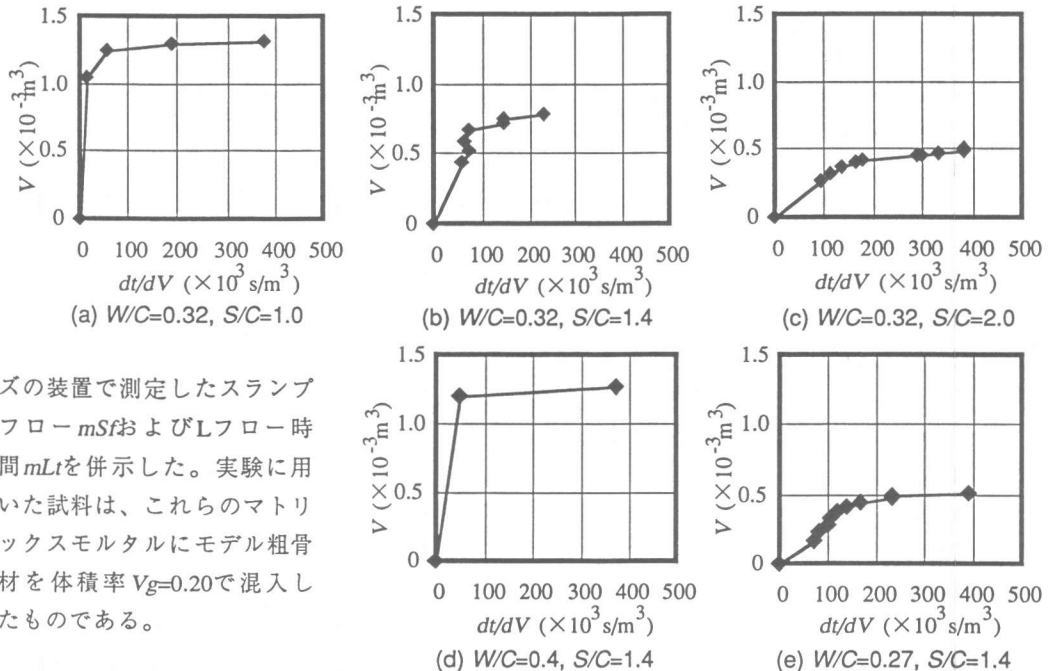 1.5
1.0
0.5
0
V (×10⁻³m³)
0 100 200 300 400 500
dt/dV (×10³ s/m³)
(a) W/C=0.32, S/C=1.0
1.5
1.0
0.5
0
V (×10⁻³m³)
0 100 200 300 400 500
dt/dV (×10³ s/m³)
(b) W/C=0.32, S/C=1.4
1.5
1.0
0.5
0
V (×10⁻³m³)
0 100 200 300 400 500
dt/dV (×10³ s/m³)
(c) W/C=0.32, S/C=2.0
ズの装置で測定したスランプ
フローmSfおよびLフロー時
間mLtを併示した。実験に用
いた試料は、これらのマトリ
ックスモルタルにモデル粗骨
材を体積率Vg=0.20で混入し
たものである。
1.5
1.0
0.5
0
V (×10⁻³m³)
0 100 200 300 400 500
dt/dV (×10³ s/m³)
(d) W/C=0.4, S/C=1.4
1.5
1.0
0.5
0
V (×10⁻³m³)
0 100 200 300 400 500
dt/dV (×10³ s/m³)
(e) W/C=0.27, S/C=1.4